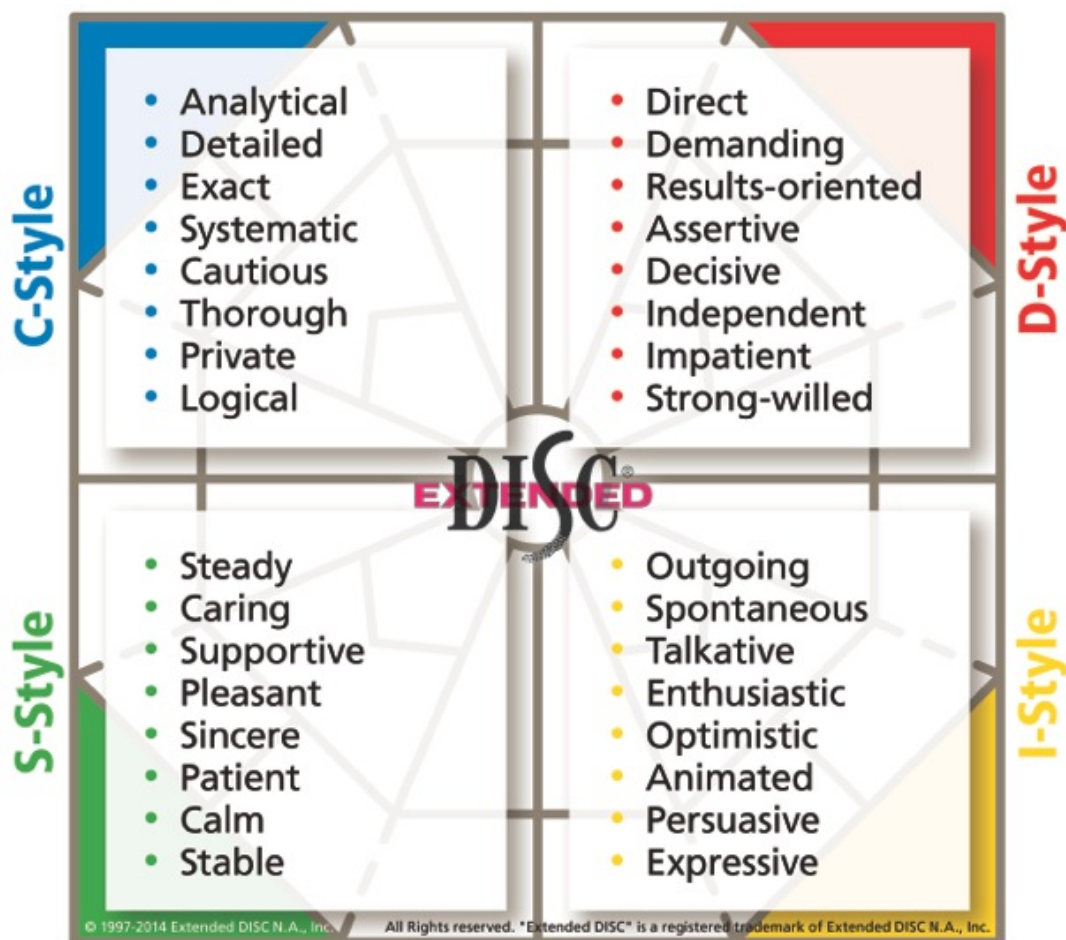 C-Style
Analytical
Detailed
Exact
Systematic
Cautious
Thorough
Private
Logical
D-Style
Direct
Demanding
Results-oriented
Assertive
Decisive
Independent
Impatient
Strong-willed
EXTENDED
DISC®
S-Style
Steady
Caring
Supportive
Pleasant
Sincere
Patient
Calm
Stable
I-Style
Outgoing
Spontaneous
Talkative
Enthusiastic
Optimistic
Animated
Persuasive
Expressive
© 1997-2014 Extended DISC N.A., Inc.
All Rights reserved. "Extended DISC" is a registered trademark of Extended DISC N.A., Inc.